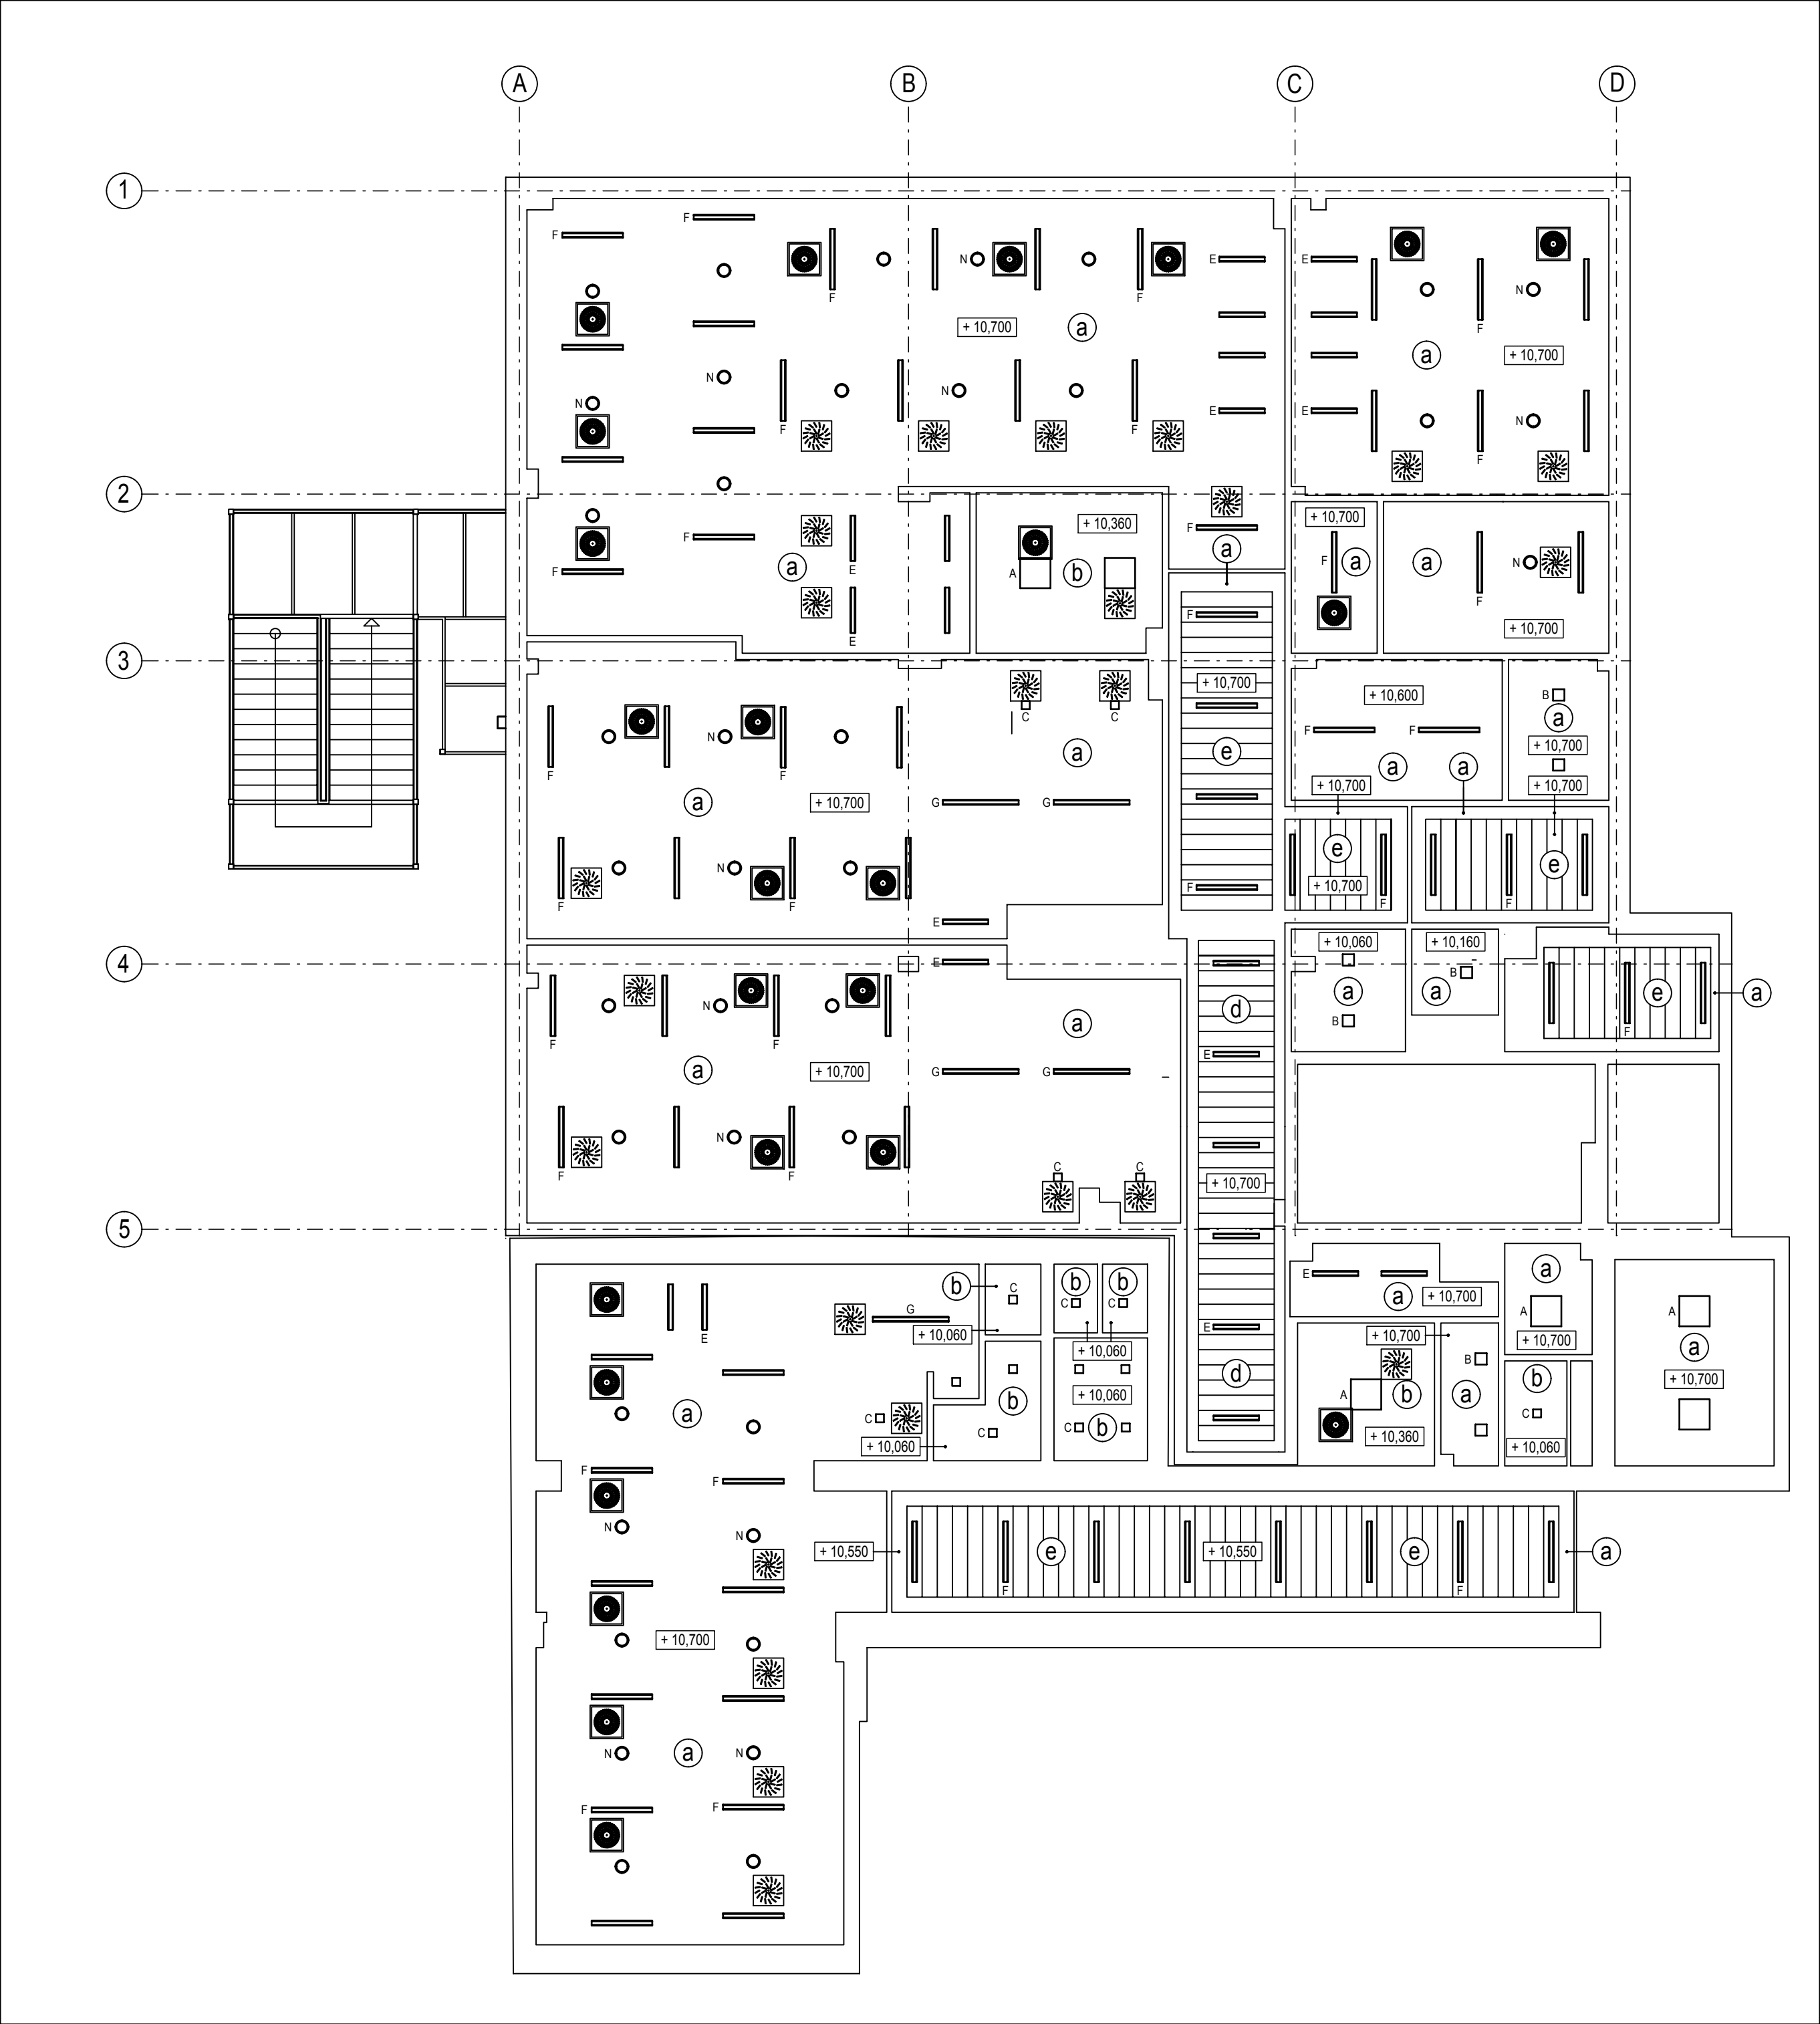 A B C D
1
F F
E E
N N
F F F
+ 10,700 a
a + 10,700
N
N N N
E E
F F F
2
+ 10,700
+ 10,360
F
F
a E
a
F a a N
A b
F
F
E
F
+ 10,700
3
+ 10,700
+ 10,600
B
C C
a
F F
N
a e
+ 10,700
F F
a a
+ 10,700 + 10,700
a + 10,700
G G
e e
N
+ 10,700
F F
F F F
E
+ 10,060 + 10,160
4
E
B
a a e a
N
d
B
F
F F
a
E
a + 10,700
G G
N
F F
C C
+ 10,700
5
b b b a
E
C
C C
a + 10,700
G A
E
+ 10,060
E
+ 10,700 + 10,700
A
+ 10,060
a
B
d
b
+ 10,700
A b a
+ 10,060
b
a
C
C C b
C
+ 10,360
+ 10,060 + 10,060
F
F
N
N
+ 10,550 e + 10,550 e a
F F
+ 10,700
N a N
F F